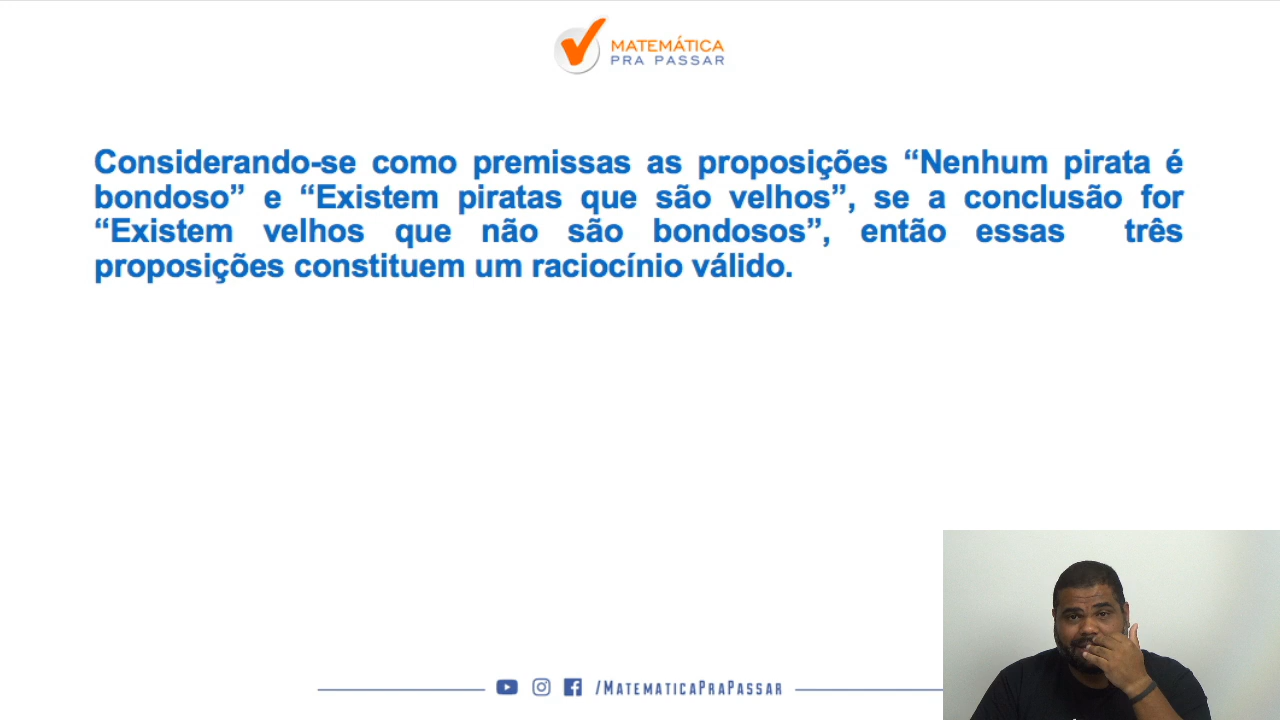 MATEMÁTICA
PRA PASSAR
Considerando-se como premissas as proposições “Nenhum pirata é
bondoso” e “Existem piratas que são velhos”, se a conclusão for
“Existem velhos que não são bondosos”, então essas três
proposições constituem um raciocínio válido.
/MATEMATICAPRAPASSAR